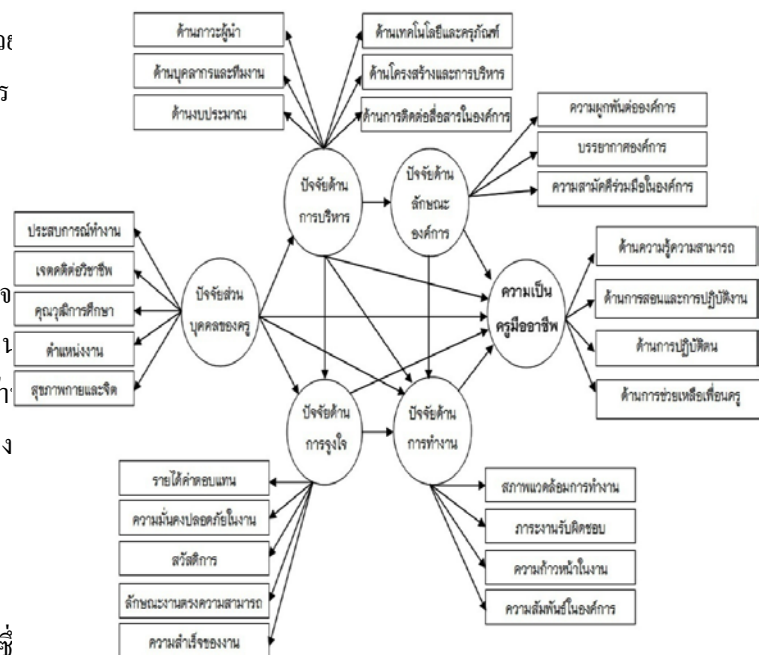 ด้านภาวะผู้นำ
ด้านบุคลากรและทีมงาน
ด้านงบประมาณ
ด้านเทคโนโลยีและครุภัณฑ์
ด้านโครงสร้างและการบริหาร
ด้านการติดต่อสื่อสารในองค์การ
ความผูกพันต่อองค์การ
บรรยากาศองค์การ
ความสามัคคีร่วมมือในองค์การ
ปัจจัยด้าน
การบริหาร
ปัจจัยด้าน
ลักษณะ
องค์การ
ประสบการณ์ทำงาน
เจตคติต่อวิชาชีพ
คุณวุฒิการศึกษา
ตำแหน่งงาน
สุขภาพกายและจิต
ปัจจัยส่วน
บุคคลของครู
ความเป็น
ครูมืออาชีพ
ด้านความรู้ความสามารถ
ด้านการสอนและการปฏิบัติงาน
ด้านการปฏิบัติตน
ด้านการช่วยเหลือเพื่อนครู
ปัจจัยด้าน
การจูงใจ
ปัจจัยด้าน
การทำงาน
รายได้ค่าตอบแทน
ความมั่นคงปลอดภัยในงาน
สวัสดิการ
ลักษณะงานตรงความสามารถ
ความสำเร็จของงาน
สภาพแวดล้อมการทำงาน
ภาระงานรับผิดชอบ
ความก้าวหน้าในงาน
ความสัมพันธ์ในองค์การ